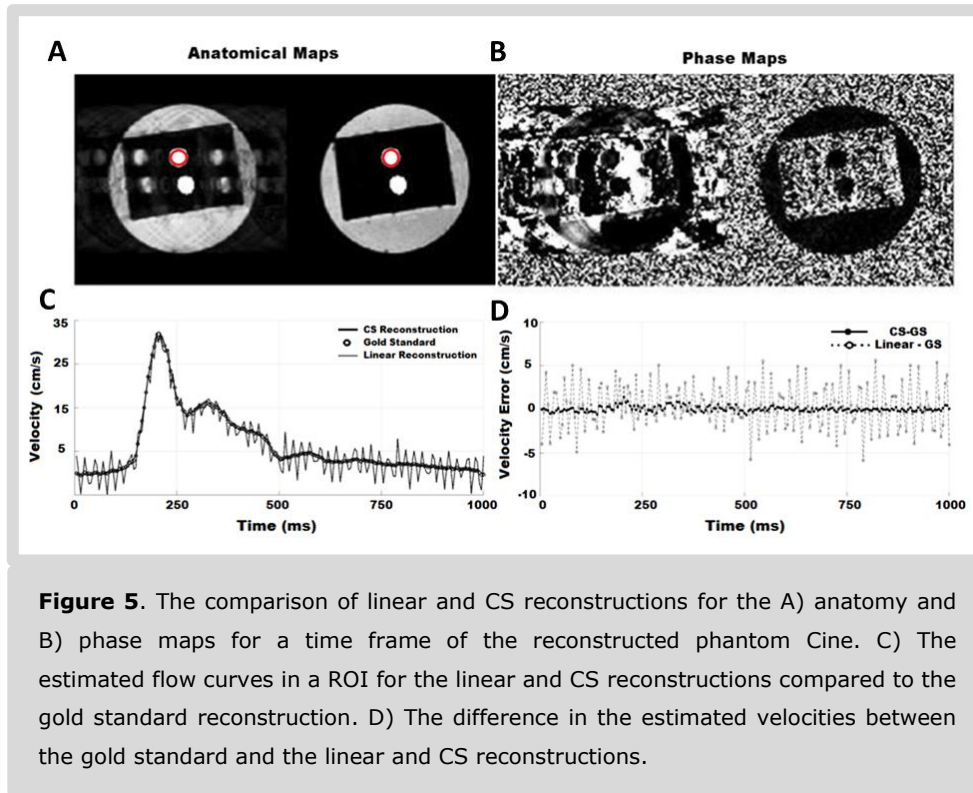 A
Anatomical Maps
B
Phase Maps
C
35
25
15
5
Velocity (cm/s)
0
250
500
750
1000
Time (ms)
CS Reconstruction
Gold Standard
Linear Reconstruction
D
10
5
0
-5
-10
Velocity Error (cm/s)
0
250
500
750
1000
Time (ms)
CS-GS
Linear - GS
Figure 5. The comparison of linear and CS reconstructions for the A) anatomy and
B) phase maps for a time frame of the reconstructed phantom Cine. C) The
estimated flow curves in a ROI for the linear and CS reconstructions compared to the
gold standard reconstruction. D) The difference in the estimated velocities between
the gold standard and the linear and CS reconstructions.